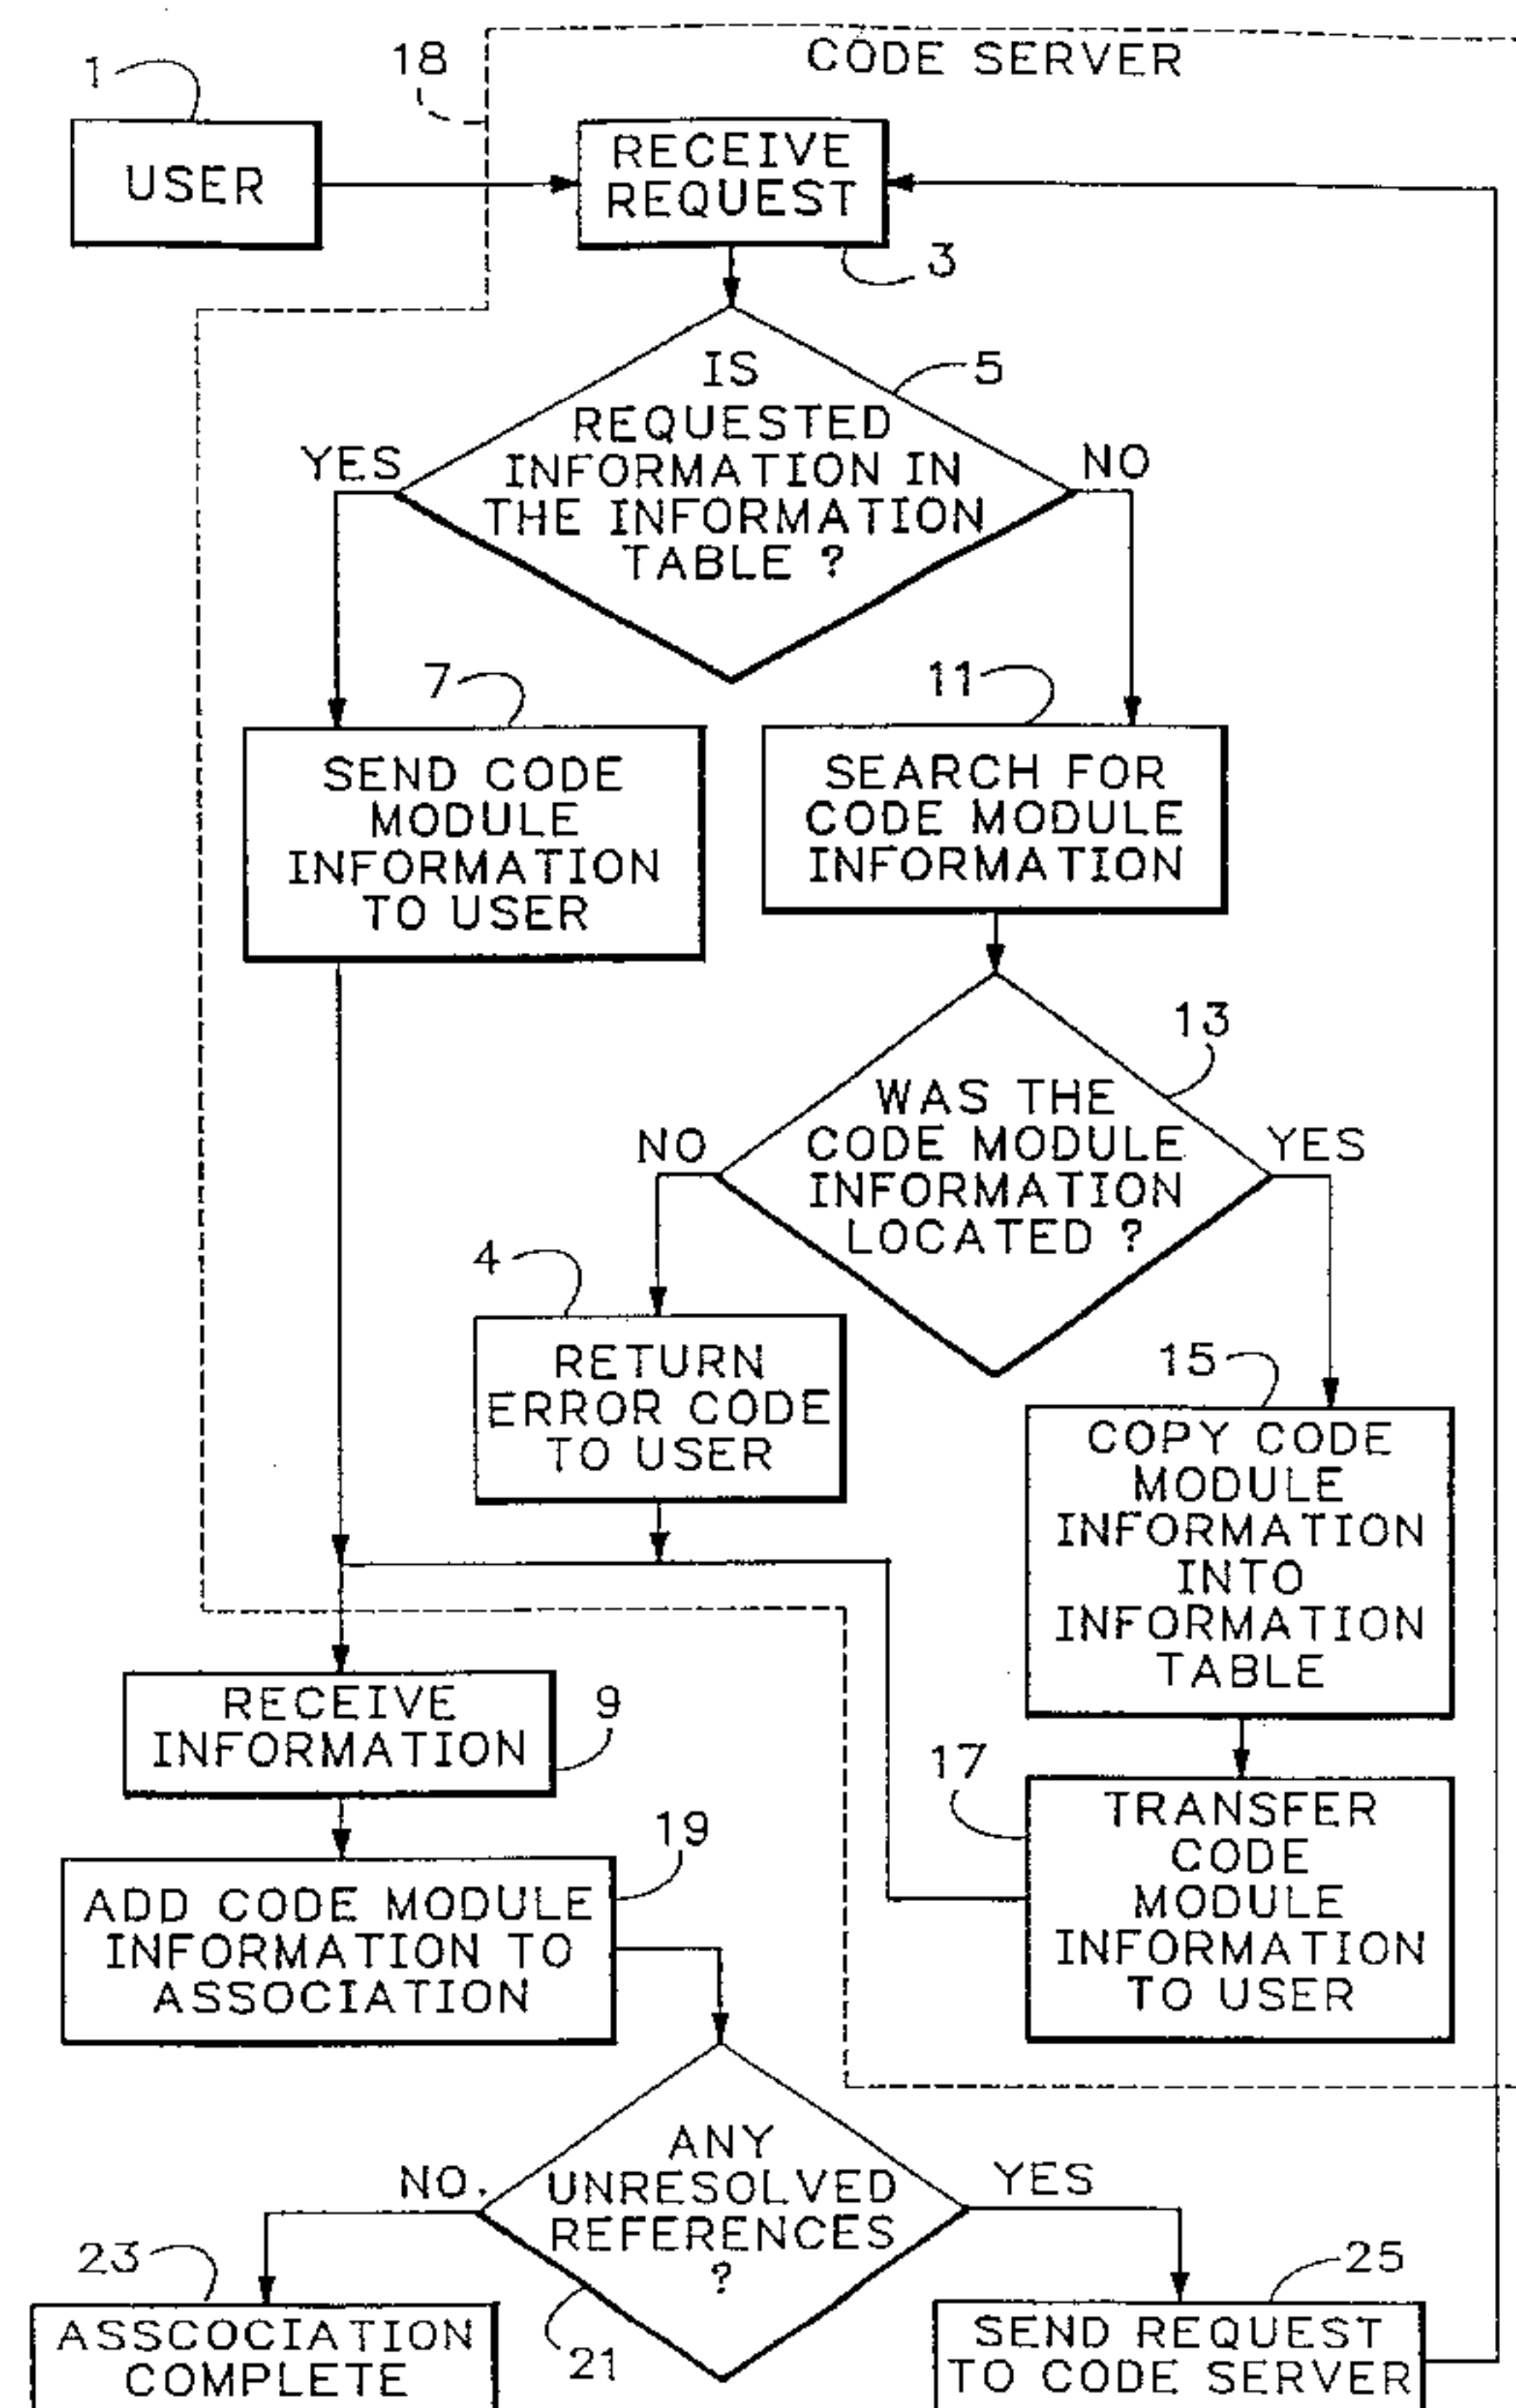 CODE SERVER
1
18
USER
RECEIVE
REQUEST
3
IS
REQUESTED
INFORMATION IN
THE INFORMATION
TABLE ?
5
YES
NO
7
11
SEND CODE
MODULE
INFORMATION
TO USER
SEARCH FOR
CODE MODULE
INFORMATION
13
WAS THE
CODE MODULE
INFORMATION
LOCATED ?
NO
YES
4
RETURN
ERROR CODE
TO USER
15
COPY CODE
MODULE
INFORMATION
INTO
INFORMATION
TABLE
RECEIVE
INFORMATION
9
17
TRANSFER
CODE
MODULE
INFORMATION
TO USER
19
ADD CODE MODULE
INFORMATION TO
ASSOCIATION
ANY
UNRESOLVED
REFERENCES
?
NO.
YES
23
21
25
ASSCOCIATION
COMPLETE
SEND REQUEST
TO CODE SERVER